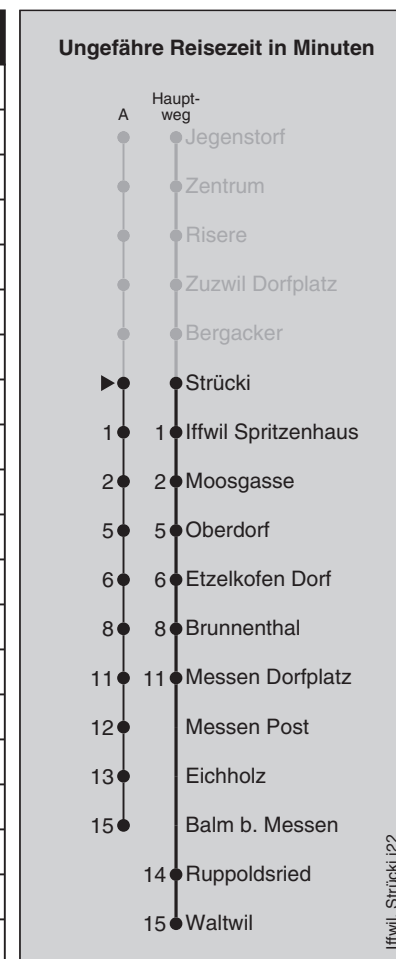 Ungefähre Reisezeit in Minuten
A Haupt-
weg
Jegenstorf
Zentrum
Risere
Zuzwil Dorfplatz
Bergacker
Strücki
1 1 Iffwil Spritzenhaus
2 2 Moosgasse
5 5 Oberdorf
6 6 Etzelkofen Dorf
8 8 Brunnenthal
11 11 Messen Dorfplatz
12 Messen Post
13 Eichholz
15 Balm b. Messen
14 Ruppoldsried
15 Waltwil
Iffwil, Strücki.j22